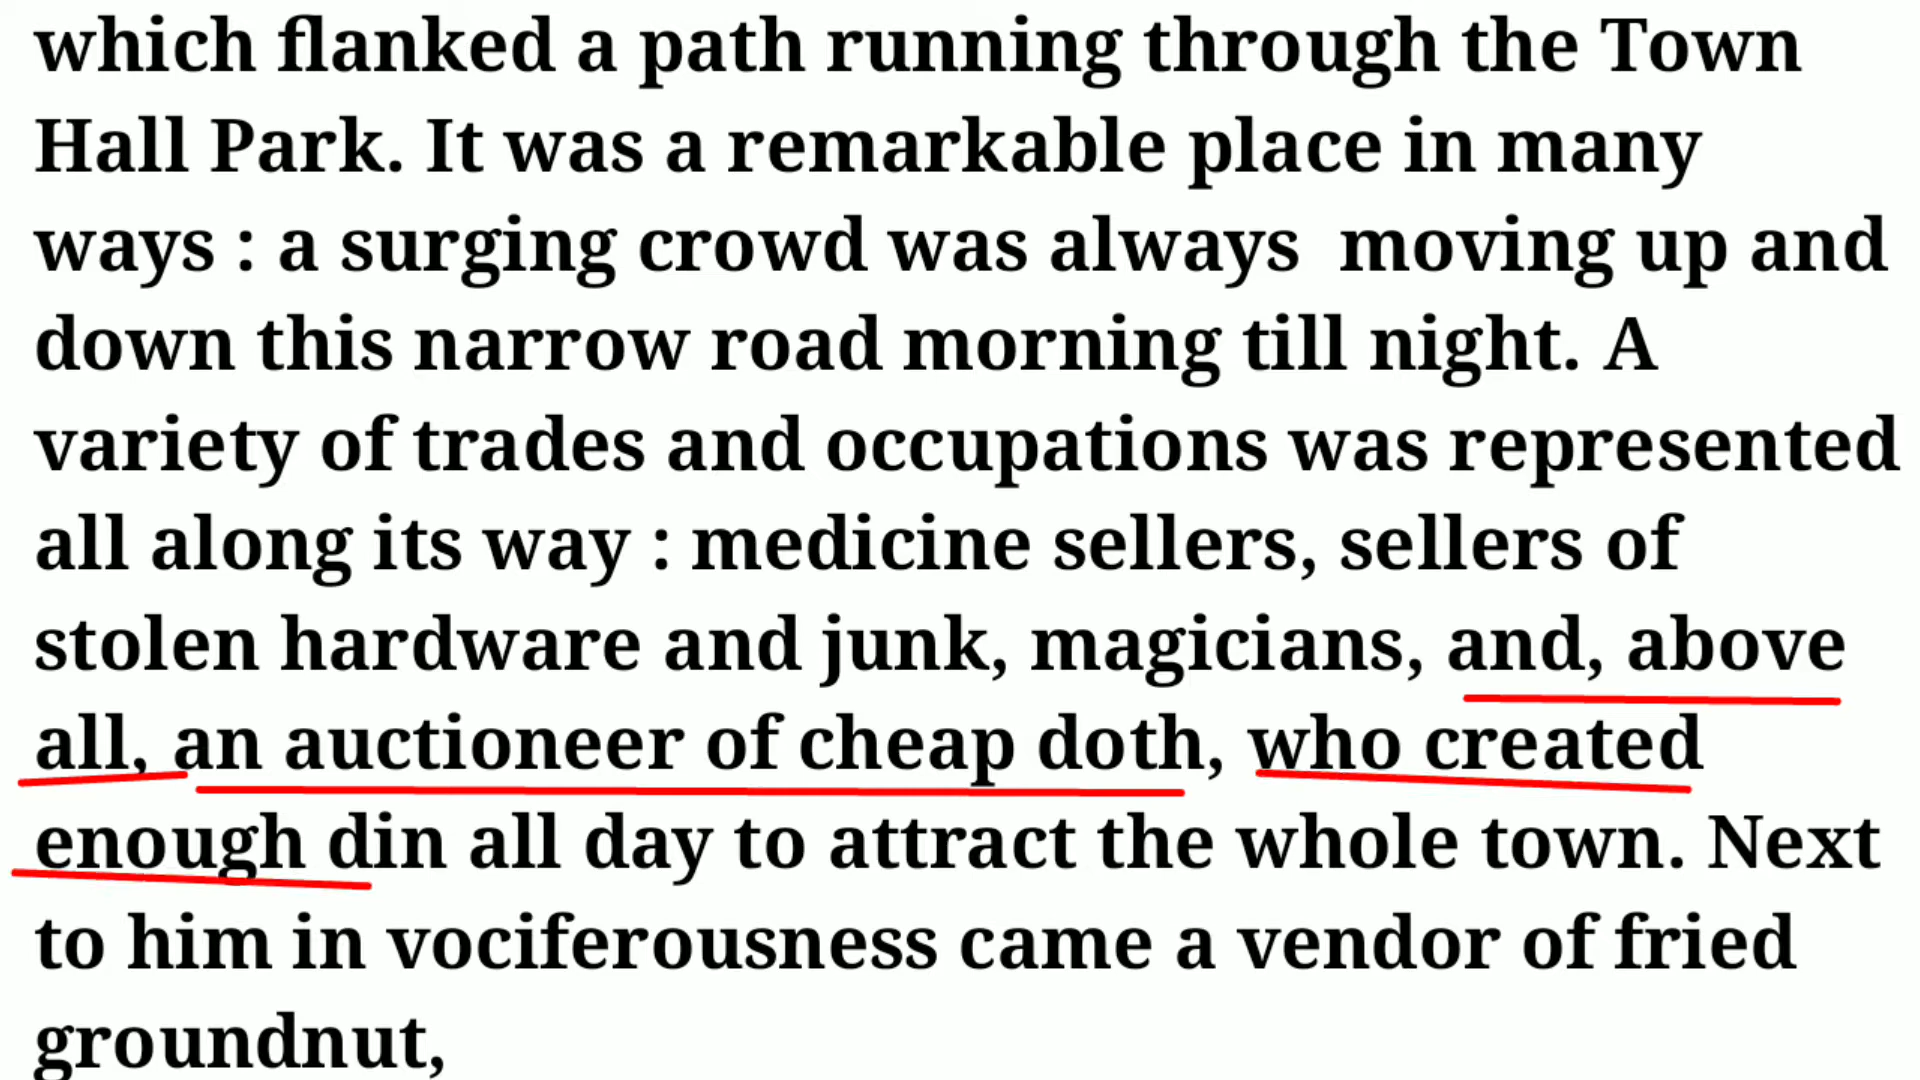 which flanked a path running through the Town
Hall Park. It was a remarkable place in many
ways : a surging crowd was always  moving up and
down this narrow road morning till night. A
variety of trades and occupations was represented
all along its way : medicine sellers, sellers of
stolen hardware and junk, magicians, and, above
all, an auctioneer of cheap doth, who created
enough din all day to attract the whole town. Next
to him in vociferousness came a vendor of fried
groundnut,